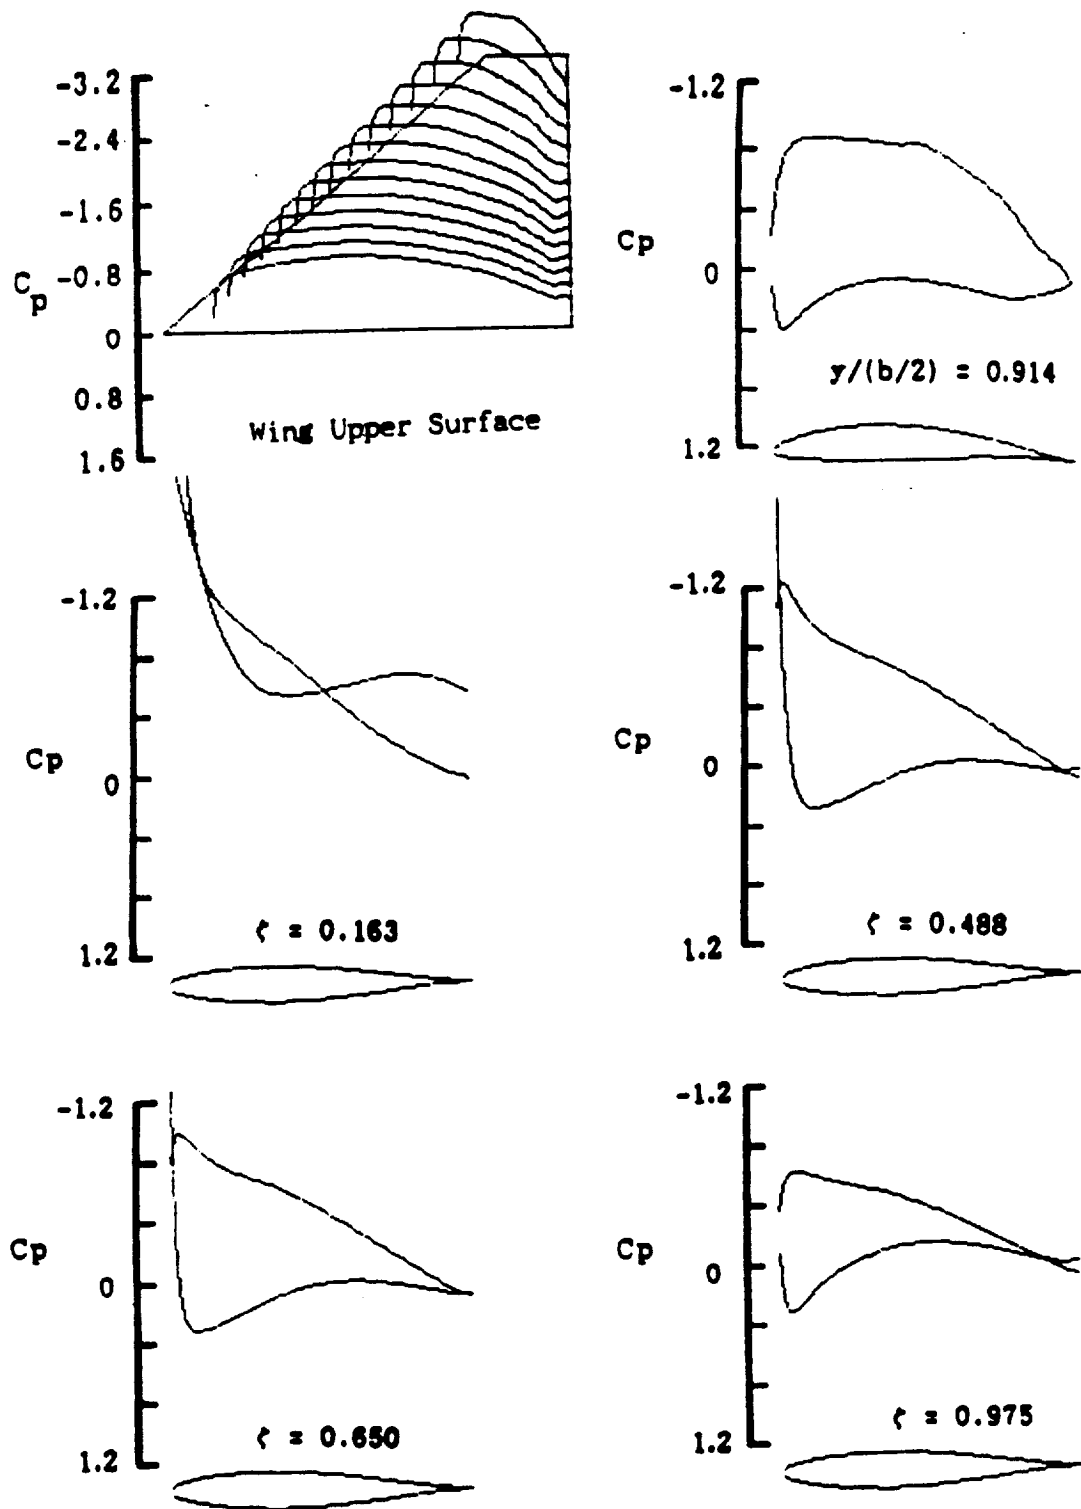 -3.2
-2.4
-1.6
-0.8
Cp
0
0.8
1.6
Wing Upper Surface
-1.2
Cp
0
1.2
y/(b/2) = 0.914
-1.2
Cp
0
1.2
ζ = 0.163
-1.2
Cp
0
1.2
ζ = 0.488
-1.2
Cp
0
1.2
ζ = 0.650
-1.2
Cp
0
1.2
ζ = 0.975